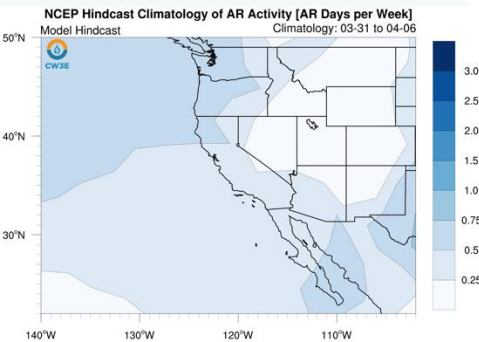 NCEP Hindcast Climatology of AR Activity [AR Days per Week]
Model Hindcast
Climatology: 03-31 to 04-06
CW3E
50°N
40°N
30°N
140°W
130°W
120°W
110°W
3.0
2.5
2.0
1.5
1.0
0.75
0.5
0.25